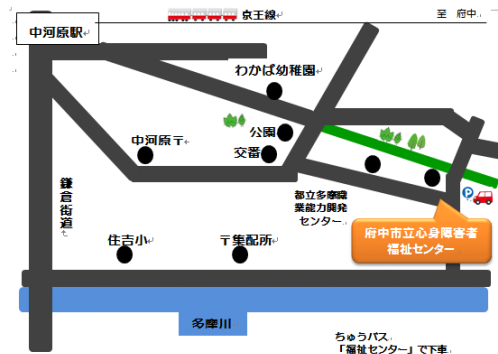 京王線
至 府中
中河原駅
わかば幼稚園
公園
中河原〒
交番
鎌倉街道
都立多摩職
業能力開発
センター
P
府中市立心身障害者
福祉センター
住吉小
〒集配所
多摩川
ちゅうバス
「福祉センター」で下車